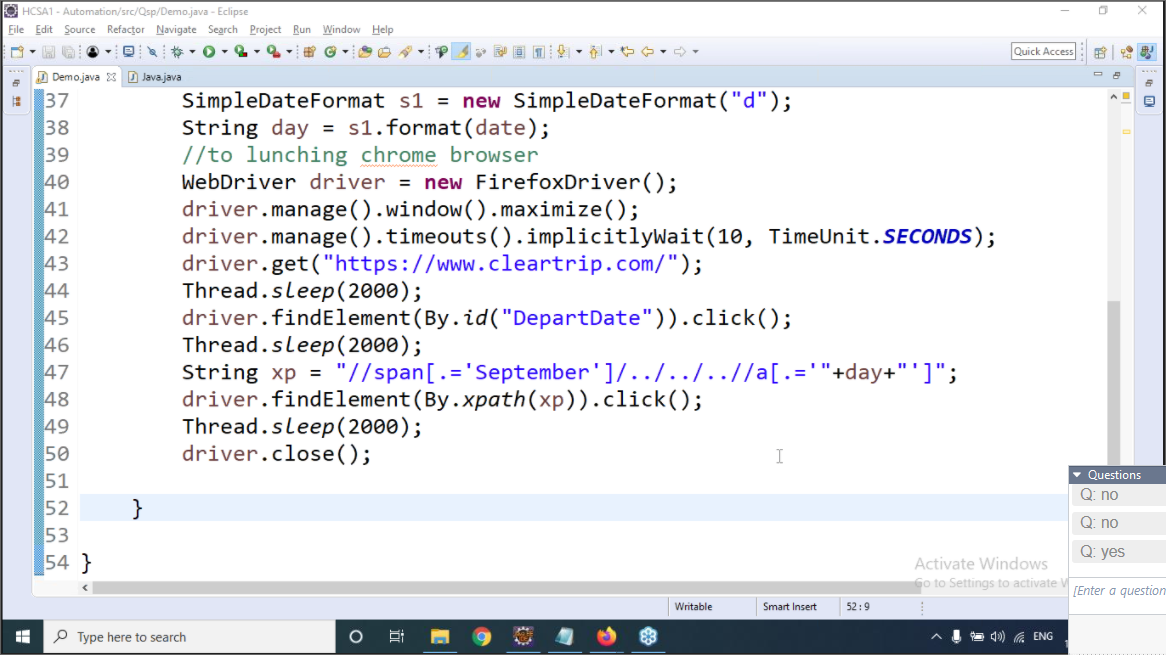 HCSA1 - Automation/src/Qsp/Demo.java - Eclipse
File Edit Source Refactor Navigate Search Project Run Window Help
Quick Access
Demo.java Java.java
37 SimpleDateFormat s1 = new SimpleDateFormat("d");
38 String day = s1.format(date);
39 //to lunching chrome browser
40 WebDriver driver = new FirefoxDriver();
41 driver.manage().window().maximize();
42 driver.manage().timeouts().implicitlyWait(10, TimeUnit.SECONDS);
43 driver.get("https://www.cleartrip.com/");
44 Thread.sleep(2000);
45 driver.findElement(By.id("DepartDate")).click();
46 Thread.sleep(2000);
47 String xp = "//span[.='September']/../../..//a[.='"+day+"']";
48 driver.findElement(By.xpath(xp)).click();
49 Thread.sleep(2000);
50 driver.close();
51
52 }
53
54 }
Questions
Q: no
Q: no
Q: yes
[Enter a question
Activate Windows
Go to Settings to activate W
Writable Smart Insert 52 : 9
Type here to search
ENG